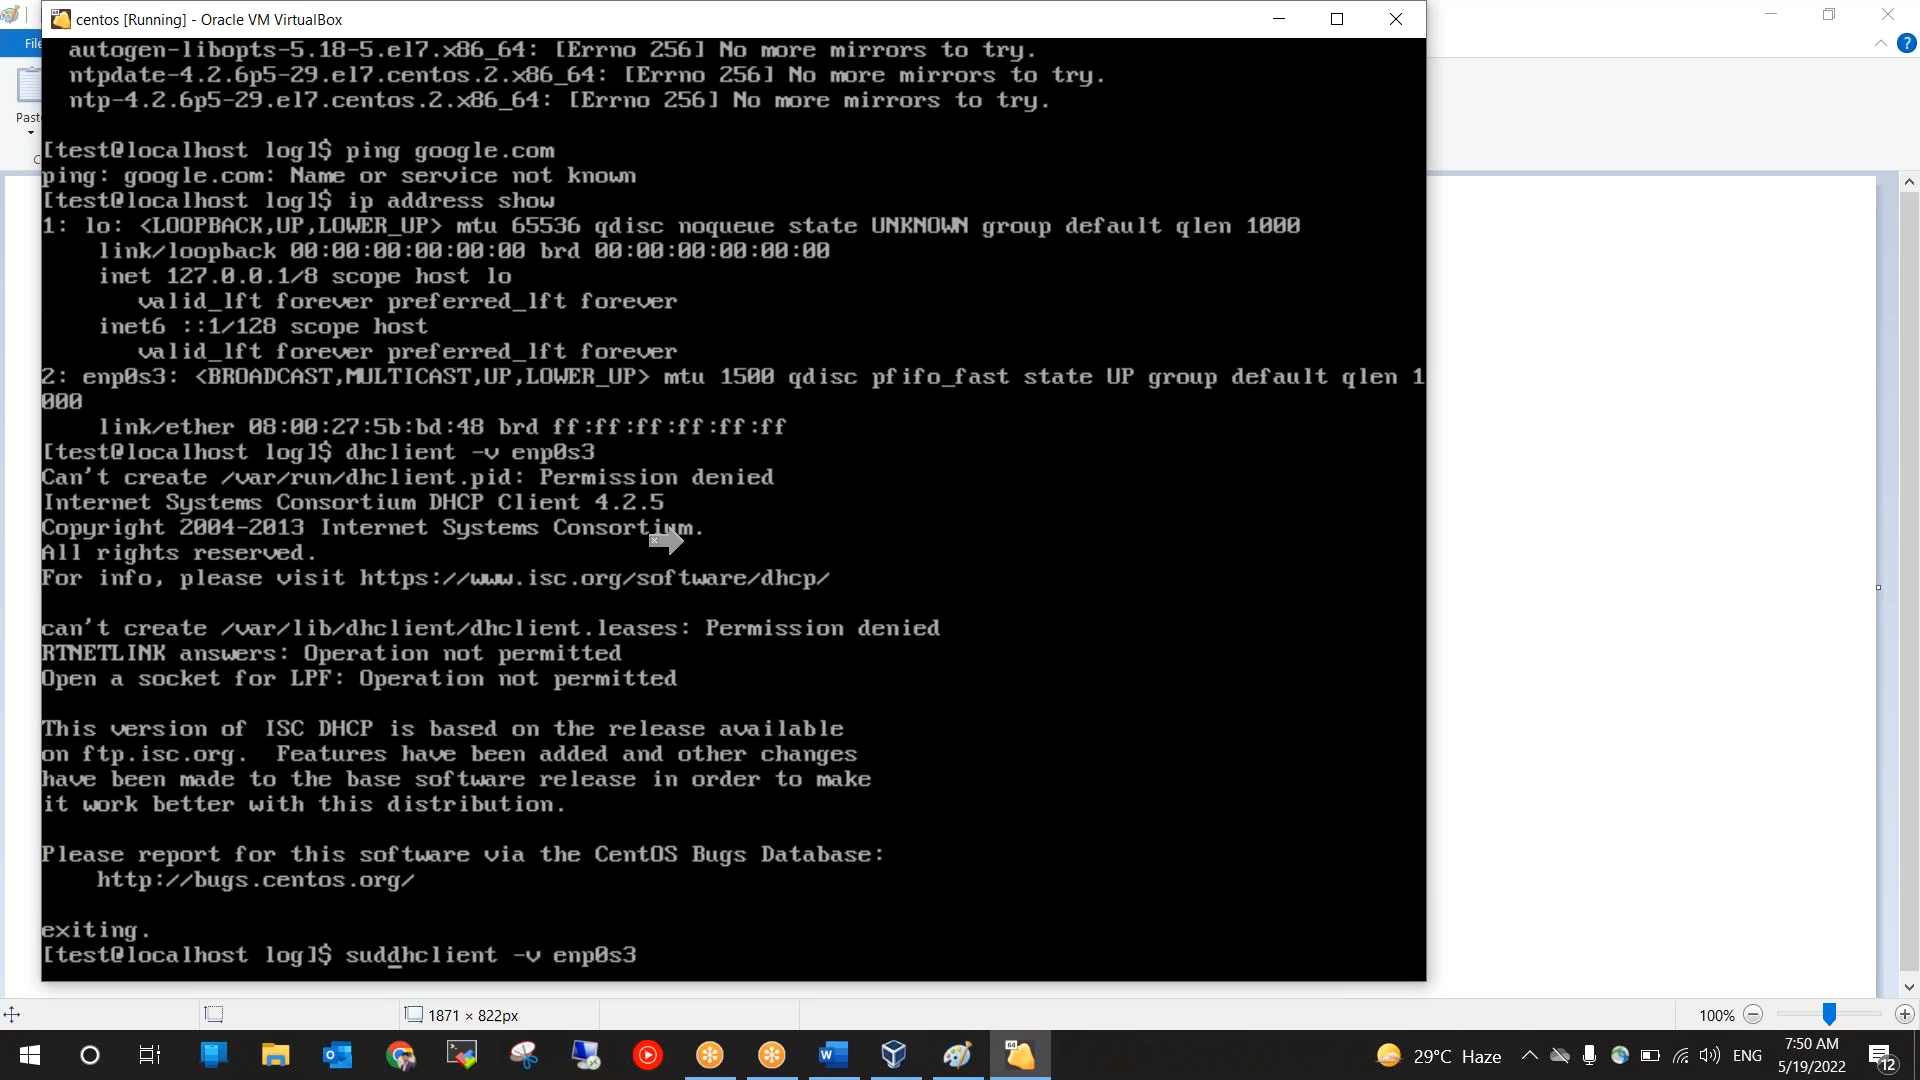 centos [Running] - Oracle VM VirtualBox
File
Paste
autogen-libopts-5.18-5.el7.x86_64: [Errno 256] No more mirrors to try.
ntpdate-4.2.6p5-29.el7.centos.2.x86_64: [Errno 256] No more mirrors to try.
ntp-4.2.6p5-29.el7.centos.2.x86_64: [Errno 256] No more mirrors to try.
[test@localhost log]$ ping google.com
ping: google.com: Name or service not known
[test@localhost log]$ ip address show
1: lo: <LOOPBACK,UP,LOWER_UP> mtu 65536 qdisc noqueue state UNKNOWN group default qlen 1000
link/loopback 00:00:00:00:00:00 brd 00:00:00:00:00:00
inet 127.0.0.1/8 scope host lo
valid_lft forever preferred_lft forever
inet6 ::1/128 scope host
valid_lft forever preferred_lft forever
2: enp0s3: <BROADCAST,MULTICAST,UP,LOWER_UP> mtu 1500 qdisc pfifo_fast state UP group default qlen 1
000
link/ether 08:00:27:5b:bd:48 brd ff:ff:ff:ff:ff:ff
[test@localhost log]$ dhclient -v enp0s3
Can't create /var/run/dhclient.pid: Permission denied
Internet Systems Consortium DHCP Client 4.2.5
Copyright 2004-2013 Internet Systems Consortium.
All rights reserved.
For info, please visit https://www.isc.org/software/dhcp/
can't create /var/lib/dhclient/dhclient.leases: Permission denied
RTNETLINK answers: Operation not permitted
Open a socket for LPF: Operation not permitted
This version of ISC DHCP is based on the release available
on ftp.isc.org.  Features have been added and other changes
have been made to the base software release in order to make
it work better with this distribution.
Please report for this software via the CentOS Bugs Database:
http://bugs.centos.org/
exiting.
[test@localhost log]$ suddhclient -v enp0s3
1871 × 822px
100%
29°C Haze
ENG
7:50 AM
5/19/2022
12